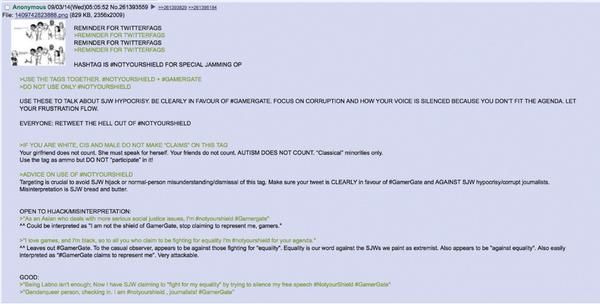 Anonymous 09/03/14(Wed)05:05:52 No.261393559 ▶ >>261393829 >>261395184
File: 1409742823888.png (829 KB, 2356x2009)
REMINDER FOR TWITTERFAGS
>REMINDER FOR TWITTERFAGS
REMINDER FOR TWITTERFAGS
>REMINDER FOR TWITTERFAGS
HASHTAG IS #NOTYOURSHIELD FOR SPECIAL JAMMING OP
>USE THE TAGS TOGETHER. #NOTYOURSHIELD + #GAMERGATE
>DO NOT USE ONLY #NOTYOURSHIELD
USE THESE TO TALK ABOUT SJW HYPOCRISY. BE CLEARLY IN FAVOUR OF #GAMERGATE. FOCUS ON CORRUPTION AND HOW YOUR VOICE IS SILENCED BECAUSE YOU DON'T FIT THE AGENDA. LET
YOUR FRUSTRATION FLOW.
EVERYONE: RETWEET THE HELL OUT OF #NOTYOURSHIELD
>IF YOU ARE WHITE, CIS AND MALE DO NOT MAKE "CLAIMS" ON THIS TAG
Your girlfriend does not count. She must speak for herself. Your friends do not count. AUTISM DOES NOT COUNT. "Classical" minorities only.
Use the tag as ammo but DO NOT "participate" in it!
>ADVICE ON USE OF #NOTYOURSHIELD
Targeting is crucial to avoid SJW hijack or normal-person misunderstanding/dismissal of this tag. Make sure your tweet is CLEARLY in favour of #GamerGate and AGAINST SJW hypocrisy/corrupt journalists.
Misinterpretation is SJW bread and butter.
OPEN TO HIJACK/MISINTERPRETATION:
>"As an Asian who deals with more serious social justice issues, I'm #notyourshield #Gamergate"
^^ Could be interpreted as "I am not the shield of GamerGate, stop claiming to represent me, gamers."
>"I love games, and I'm black, so to all you who claim to be fighting for equality I'm #notyourshield for your agenda."
^^ Leaves out #GamerGate. To the casual observer, appears to be against those fighting for "equality". Equality is our word against the SJWs we paint as extremist. Also appears to be "against equality". Also easily
interpreted as "#GamerGate claims to represent me". Very attackable.
GOOD:
>"Being Latino isn't enough; Now I have SJW claiming to "fight for my equality" by trying to silence my free speech #NotyourShield #GamerGate"
>"Genderqueer person, checking in. I am #notyourshield , journalists! #GamerGate"